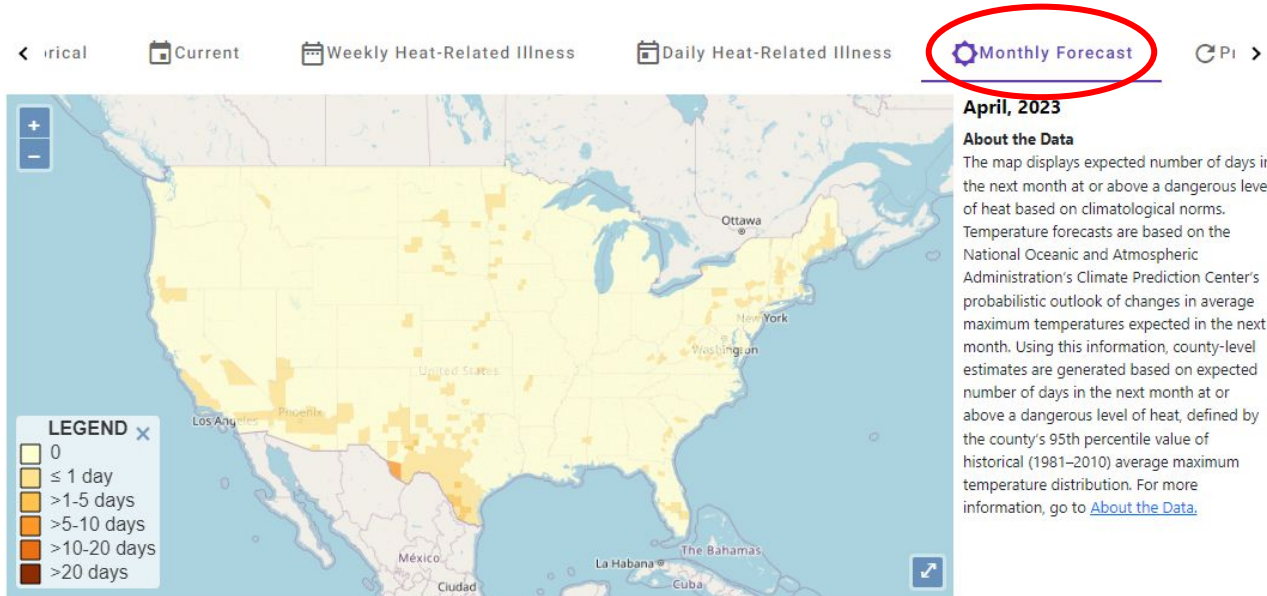 orical
Current
Weekly Heat-Related Illness
Daily Heat-Related Illness
Monthly Forecast
Pr
April, 2023
About the Data
The map displays expected number of days in
the next month at or above a dangerous leve
of heat based on climatological norms.
Temperature forecasts are based on the
National Oceanic and Atmospheric
Administration's Climate Prediction Center's
probabilistic outlook of changes in average
maximum temperatures expected in the next
month. Using this information, county-level
estimates are generated based on expected
number of days in the next month at or
above a dangerous level of heat, defined by
the county's 95th percentile value of
historical (1981–2010) average maximum
temperature distribution. For more
information, go to About the Data.
+
−
Ottawa
New York
Washington
United States
Phoenix
Los Angeles
México
Ciudad
La Habana
The Bahamas
Cuba
LEGEND ×
0
≤ 1 day
>1-5 days
>5-10 days
>10-20 days
>20 days